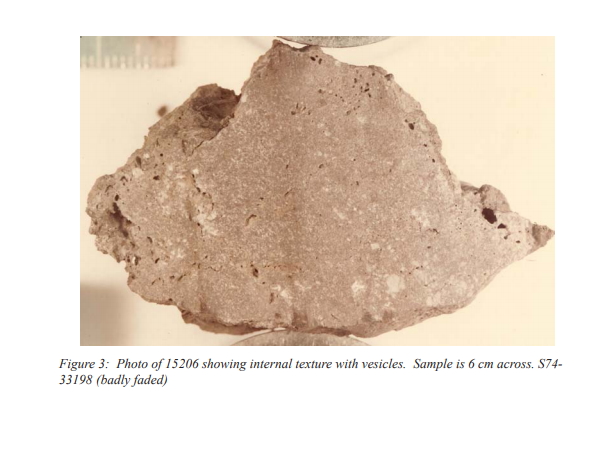 Figure 3:  Photo of 15206 showing internal texture with vesicles.  Sample is 6 cm across. S74-
33198 (badly faded)